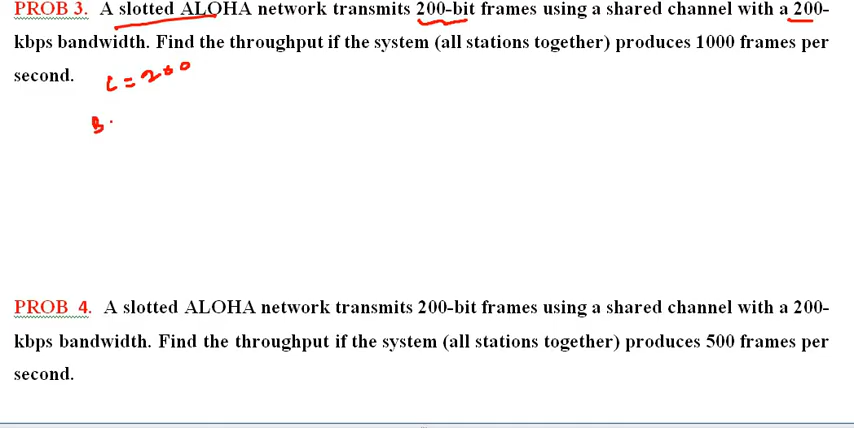 PROB 3. A slotted ALOHA network transmits 200-bit frames using a shared channel with a 200-
kbps bandwidth. Find the throughput if the system (all stations together) produces 1000 frames per
second.
L = 200
B.
PROB 4. A slotted ALOHA network transmits 200-bit frames using a shared channel with a 200-
kbps bandwidth. Find the throughput if the system (all stations together) produces 500 frames per
second.